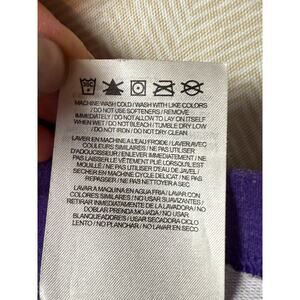 MACHINE WASH COLD / WASH WITH LIKE COLORS
/ DO NOT USE SOFTENERS / REMOVE
IMMEDIATELY / DO NOT ALLOW TO LAY ON ITSELF
WHEN WET / DO NOT BLEACH / TUMBLE DRY LOW
/ DO NOT IRON / DO NOT DRY CLEAN
LAVER EN MACHINE A L'EAU FROIDE / LAVER AVEC
COULEURS SIMILAIRES / NE PAS UTILISER
D'ADOUCISSEUR / ENLEVER IMMEDIATEMENT / NE
PAS LAISSER LE VÊTEMENT LORSQU'IL EST
MOUILLÉ / NE PAS UTILISER D'EAU DE JAVEL /
SECHER EN MACHINE CYCLE DELICAT / NE PAS
REPASSER / NE PAS NETTOYER A SEC
LAVAR A MAQUINA EN AGUA FRIA / LAVAR CON
COLORES SIMILARES / NO USAR SUAVIZANTES /
RETIRAR INMEDIATAMENTE DE LA LAVADORA / NO
DOBLAR PRENDA MOJADA / NO USAR
BLANQUEADORES / USAR SECADORA CICLO
LENTO / NO PLANCHAR / NO LAVAR EN SECO